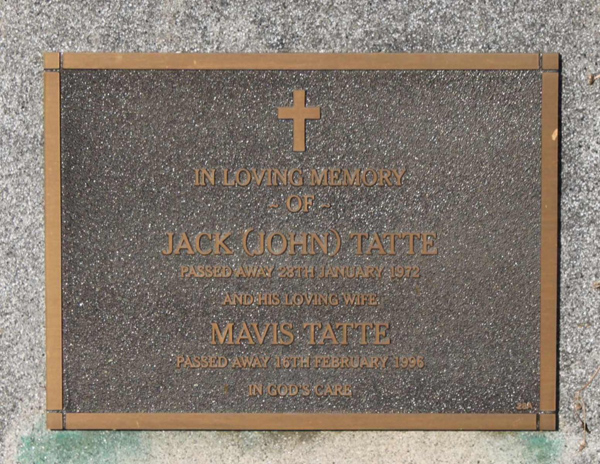 IN LOVING MEMORY
~ OF ~
JACK (JOHN) TATTE
PASSED AWAY 28TH JANUARY 1972
AND HIS LOVING WIFE
MAVIS TATTE
PASSED AWAY 16TH FEBRUARY 1996
IN GOD'S CARE